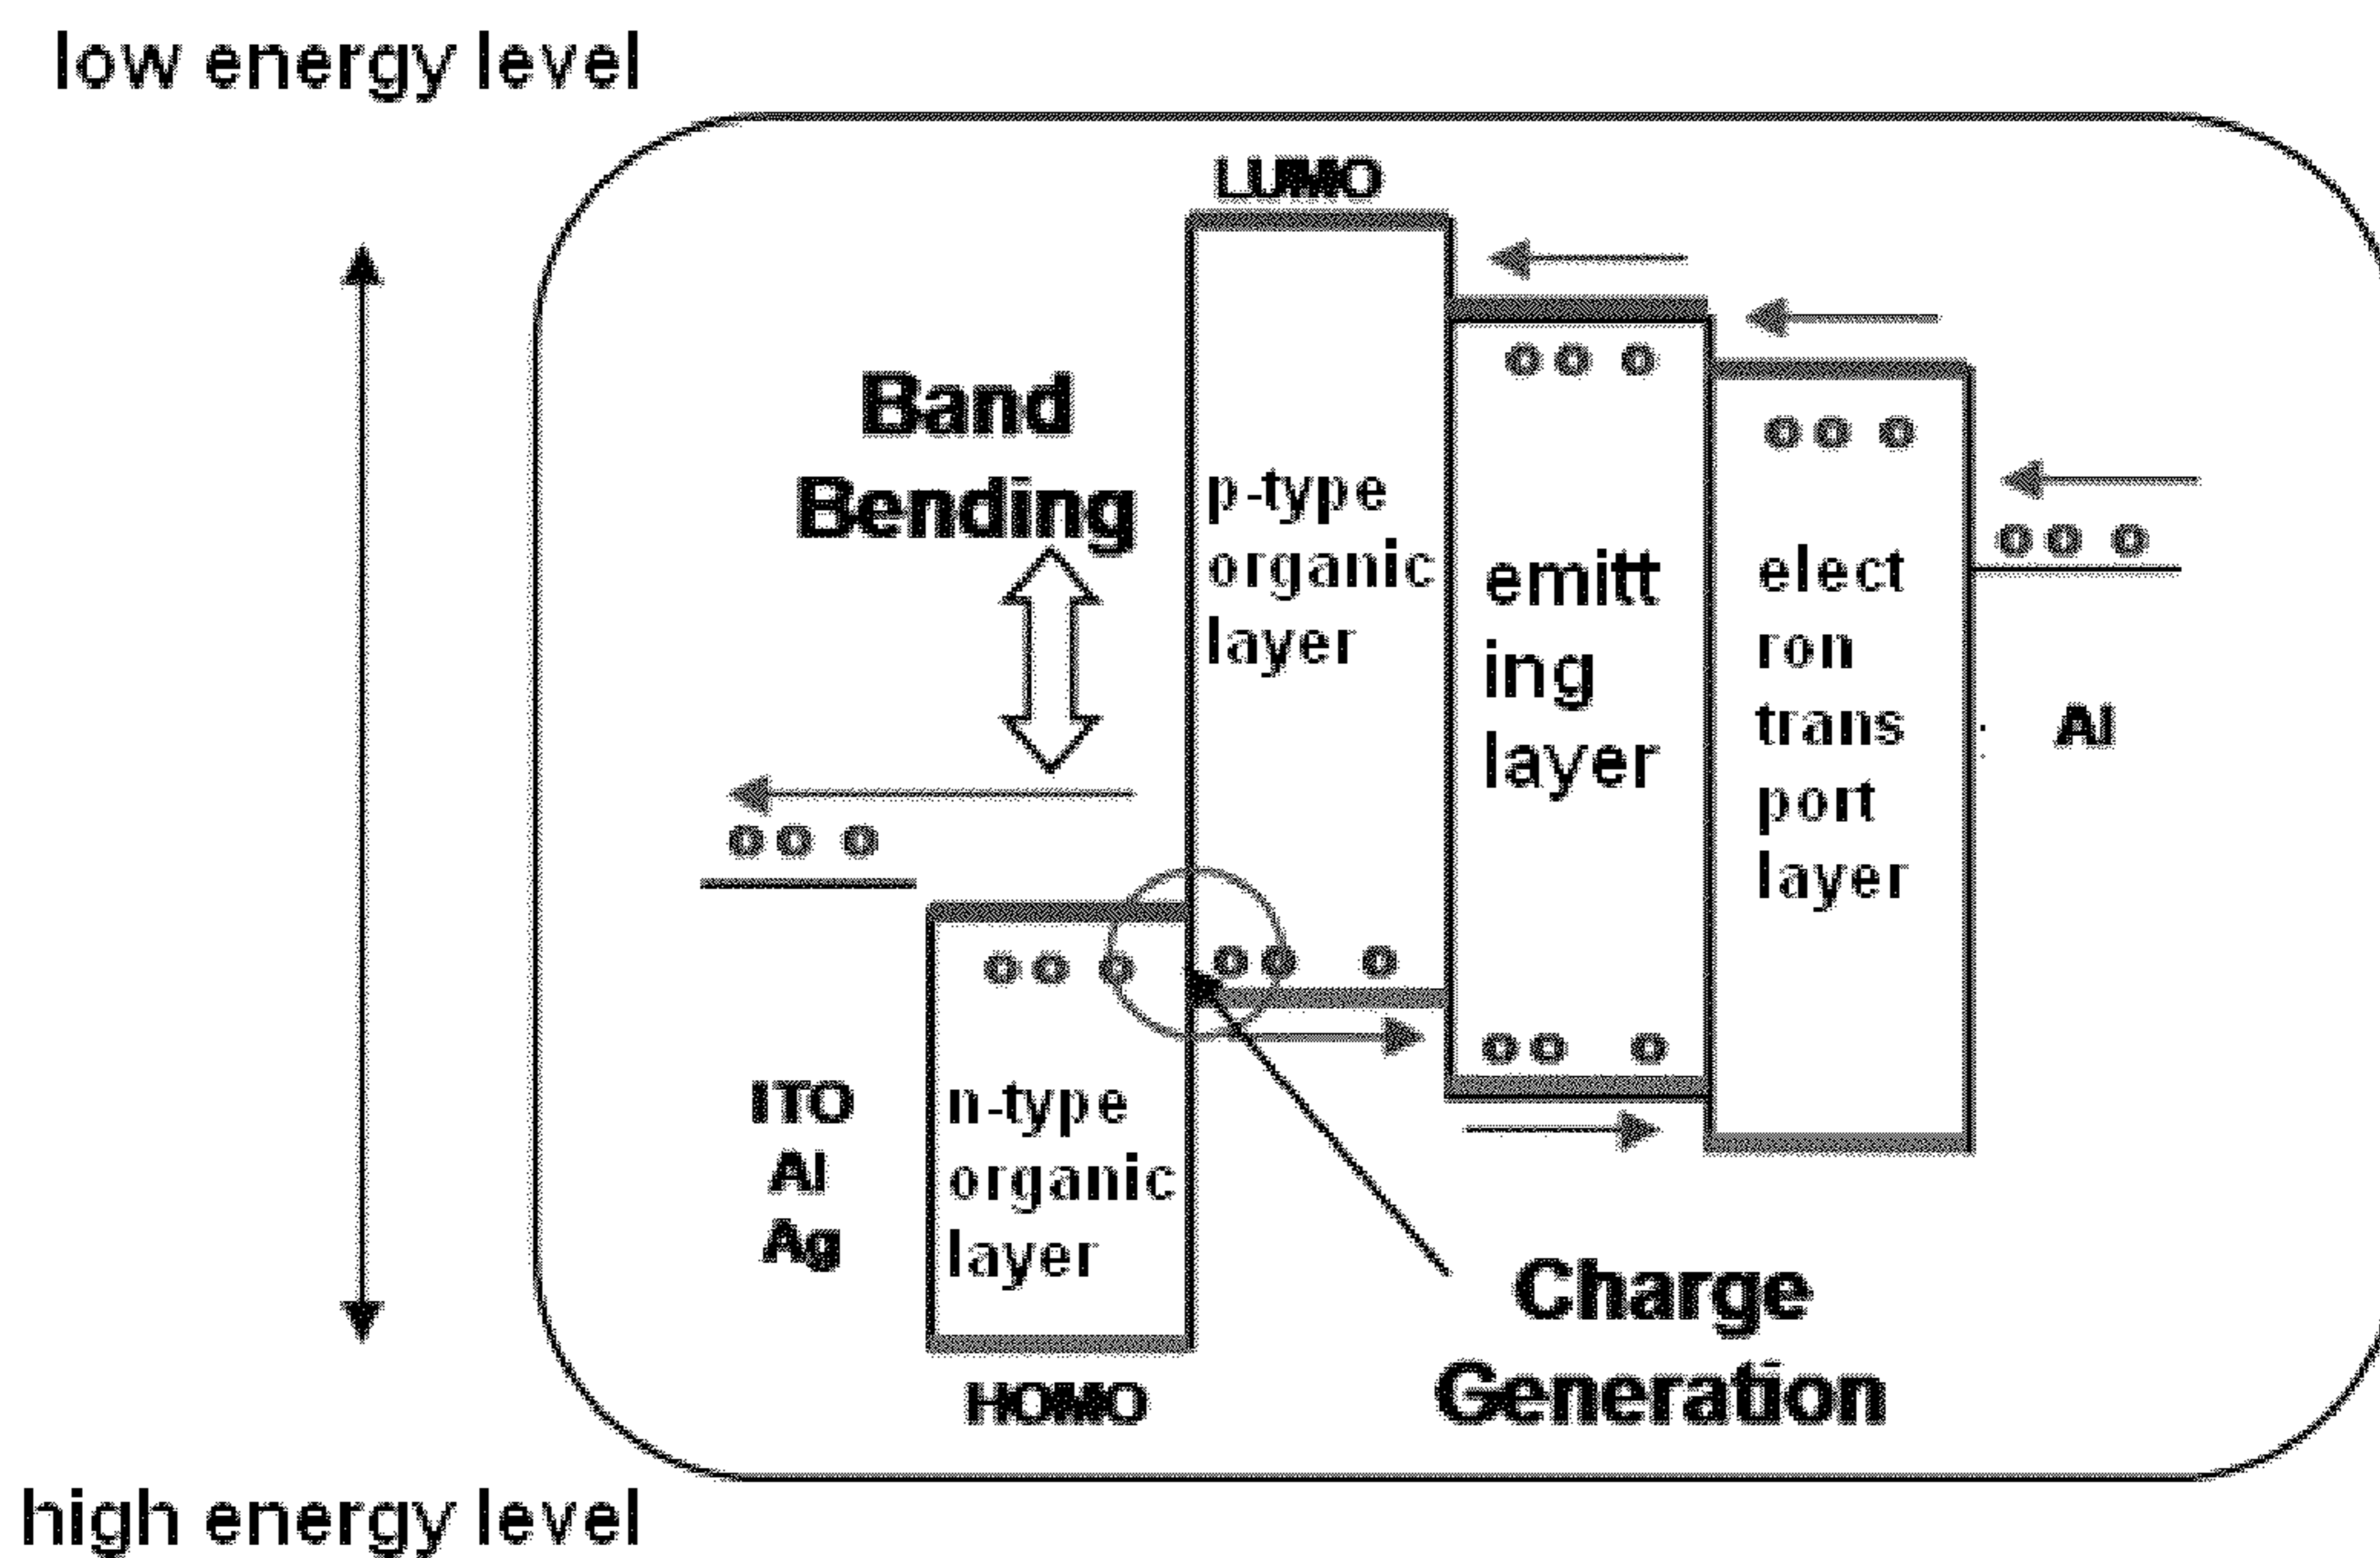 low energy level
LUMO
Band
Bending
p-type
organic
layer
emitt
ing
layer
elect
ron
trans
port
layer
Al
ITO
Al
Ag
n-type
organic
layer
HOMO
Charge
Generation
high energy level